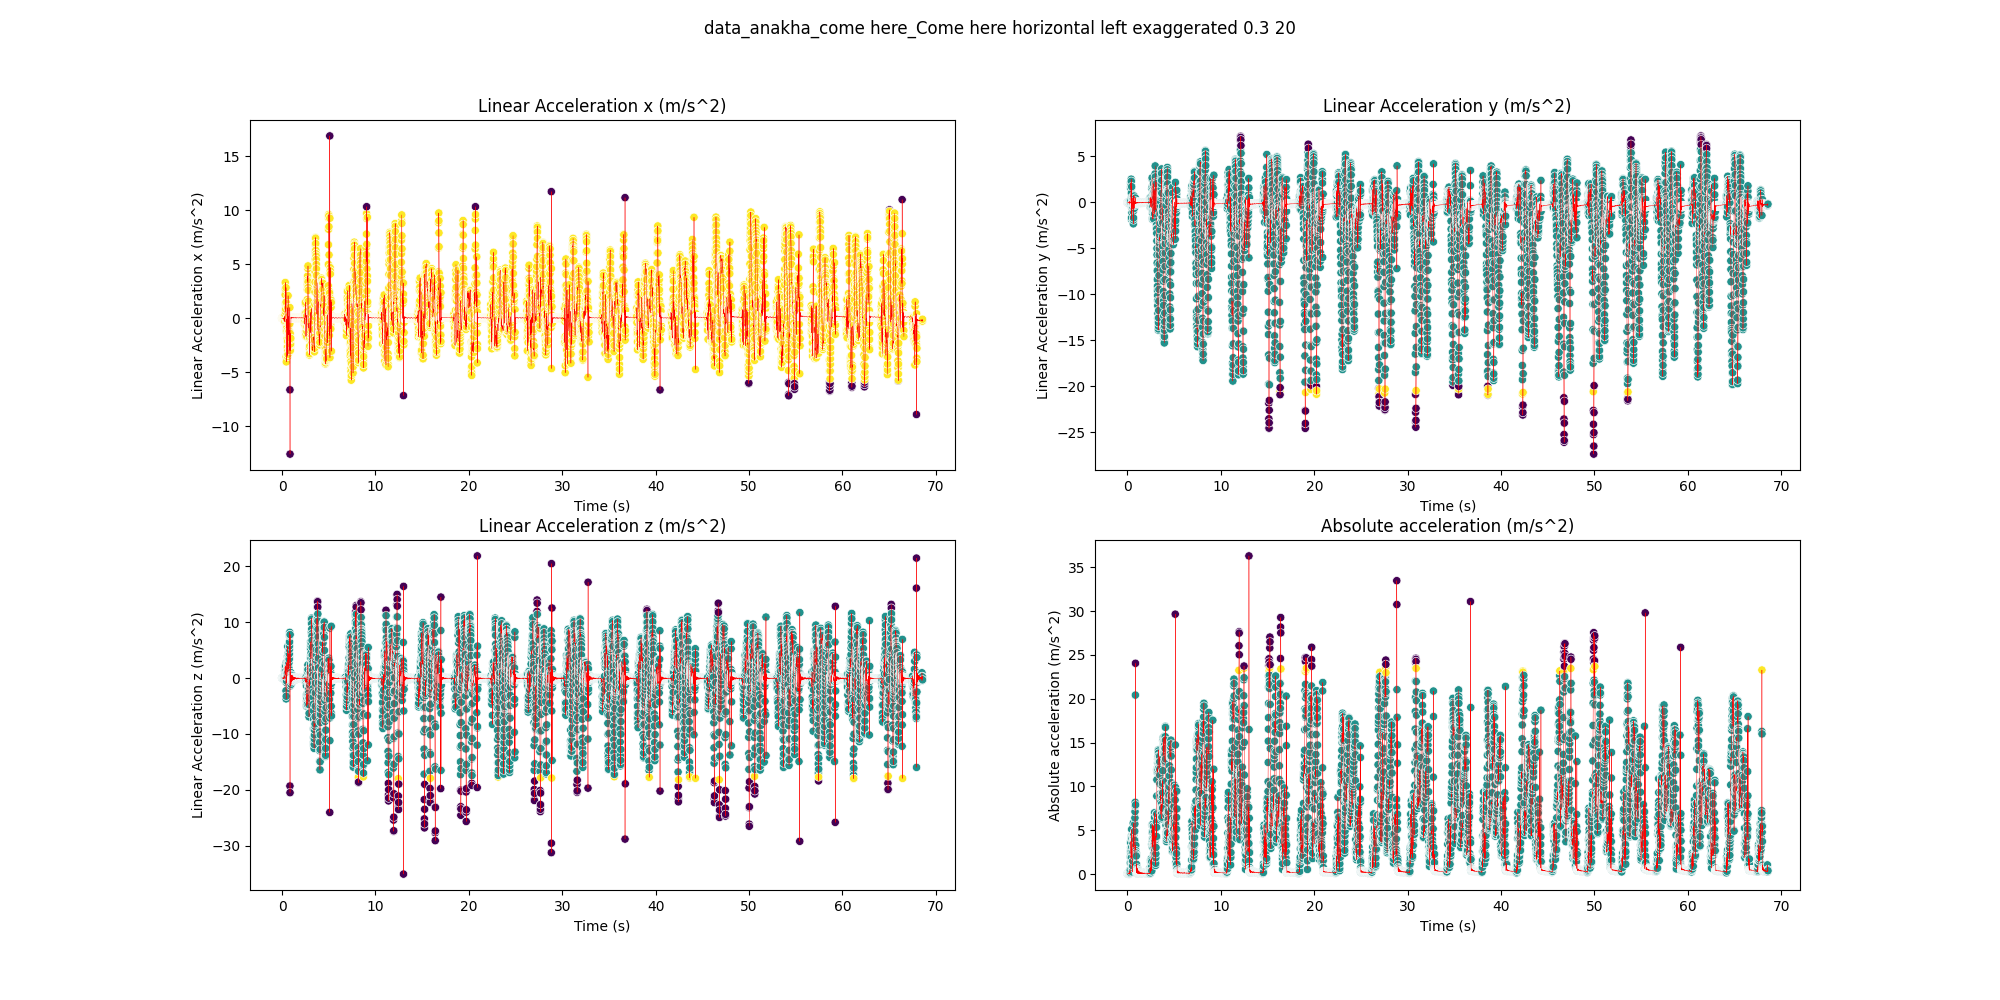 data_anakha_come here_Come here horizontal left exaggerated 0.3 20
Linear Acceleration x (m/s^2)
Linear Acceleration x (m/s^2)
15
10
5
0
−5
−10
0 10 20 30 40 50 60 70
Time (s)
Linear Acceleration y (m/s^2)
Linear Acceleration y (m/s^2)
5
0
−5
−10
−15
−20
−25
0 10 20 30 40 50 60 70
Time (s)
Linear Acceleration z (m/s^2)
Linear Acceleration z (m/s^2)
20
10
0
−10
−20
−30
0 10 20 30 40 50 60 70
Time (s)
Absolute acceleration (m/s^2)
Absolute acceleration (m/s^2)
35
30
25
20
15
10
5
0
0 10 20 30 40 50 60 70
Time (s)